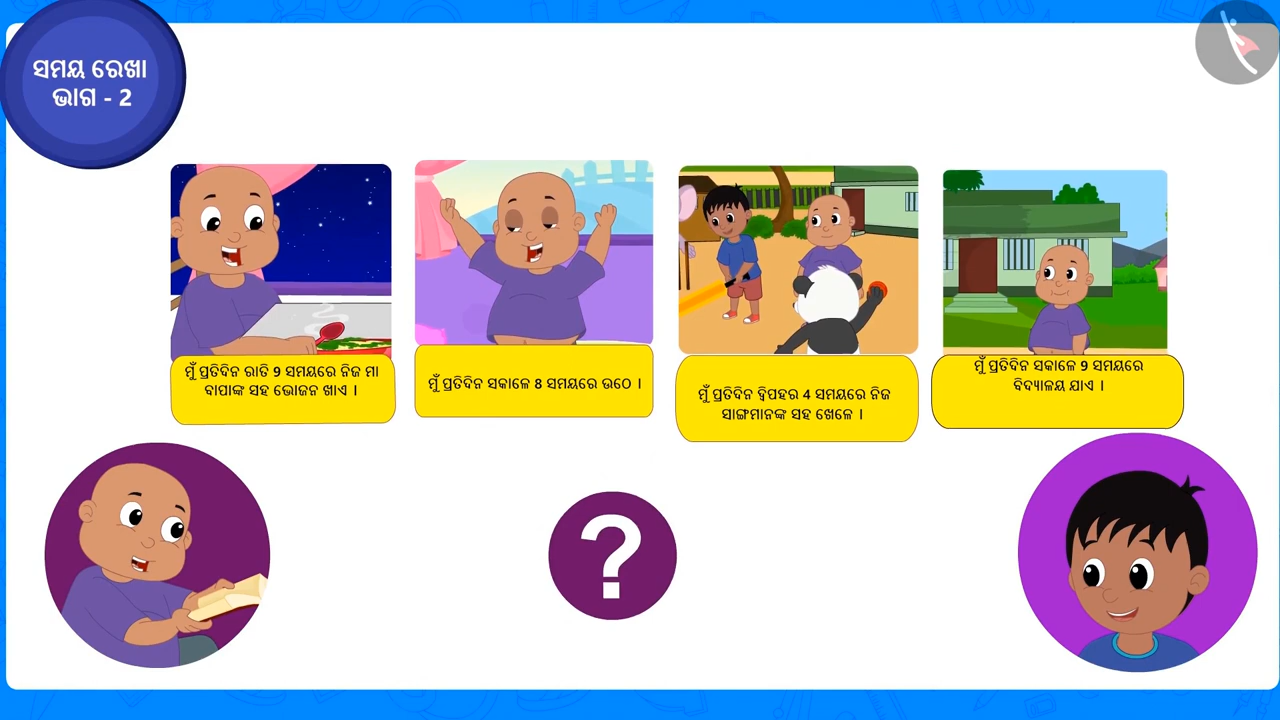 ସମୟ ରେଖା
ଭାଗ - 2
ମୁଁ ପ୍ରତିଦିନ ରାତି 9 ସମୟରେ ନିଜ ମା
ବାପାଙ୍କ ସହ ଭୋଜନ ଖାଏ ।
ମୁଁ ପ୍ରତିଦିନ ସକାଳେ 8 ସମୟରେ ଉଠେ ।
ମୁଁ ପ୍ରତିଦିନ ଦ୍ବିପହର 4 ସମୟରେ ନିଜ
ସାଙ୍ଗମାନଙ୍କ ସହ ଖେଳେ ।
ମୁଁ ପ୍ରତିଦିନ ସକାଳେ 9 ସମୟରେ
ବିଦ୍ୟାଳୟ ଯାଏ ।
?